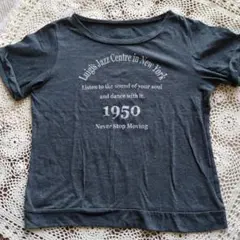 Luigi's Jazz Centre in New York
Listen to the sound of your soul
and dance with it.
1950
Never Stop Moving